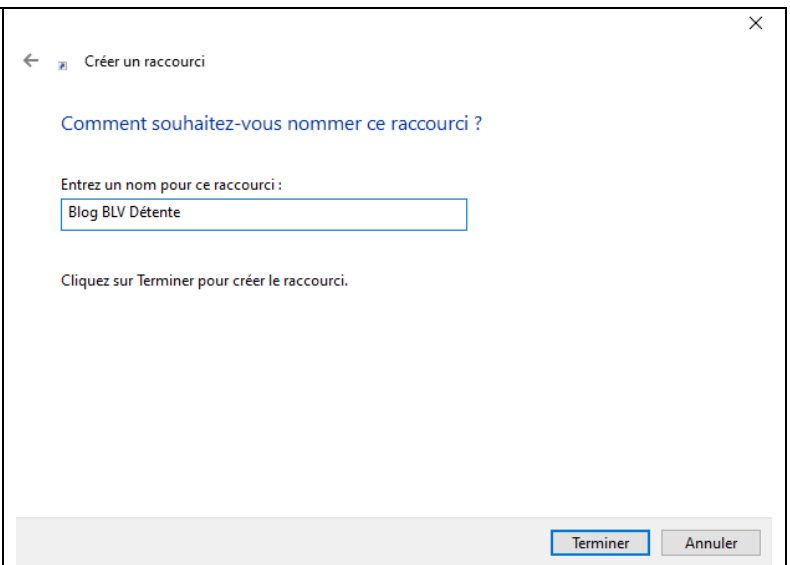 Créer un raccourci
Comment souhaitez-vous nommer ce raccourci ?
Entrez un nom pour ce raccourci :
Blog BLV Détente
Cliquez sur Terminer pour créer le raccourci.
Terminer
Annuler